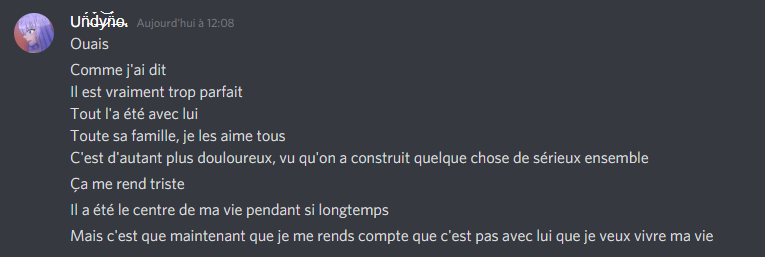 Undyno. Aujourd'hui à 12:08
Ouais
Comme j'ai dit
Il est vraiment trop parfait
Tout l'a été avec lui
Toute sa famille, je les aime tous
C'est d'autant plus douloureux, vu qu'on a construit quelque chose de sérieux ensemble
Ça me rend triste
Il a été le centre de ma vie pendant si longtemps
Mais c'est que maintenant que je me rends compte que c'est pas avec lui que je veux vivre ma vie